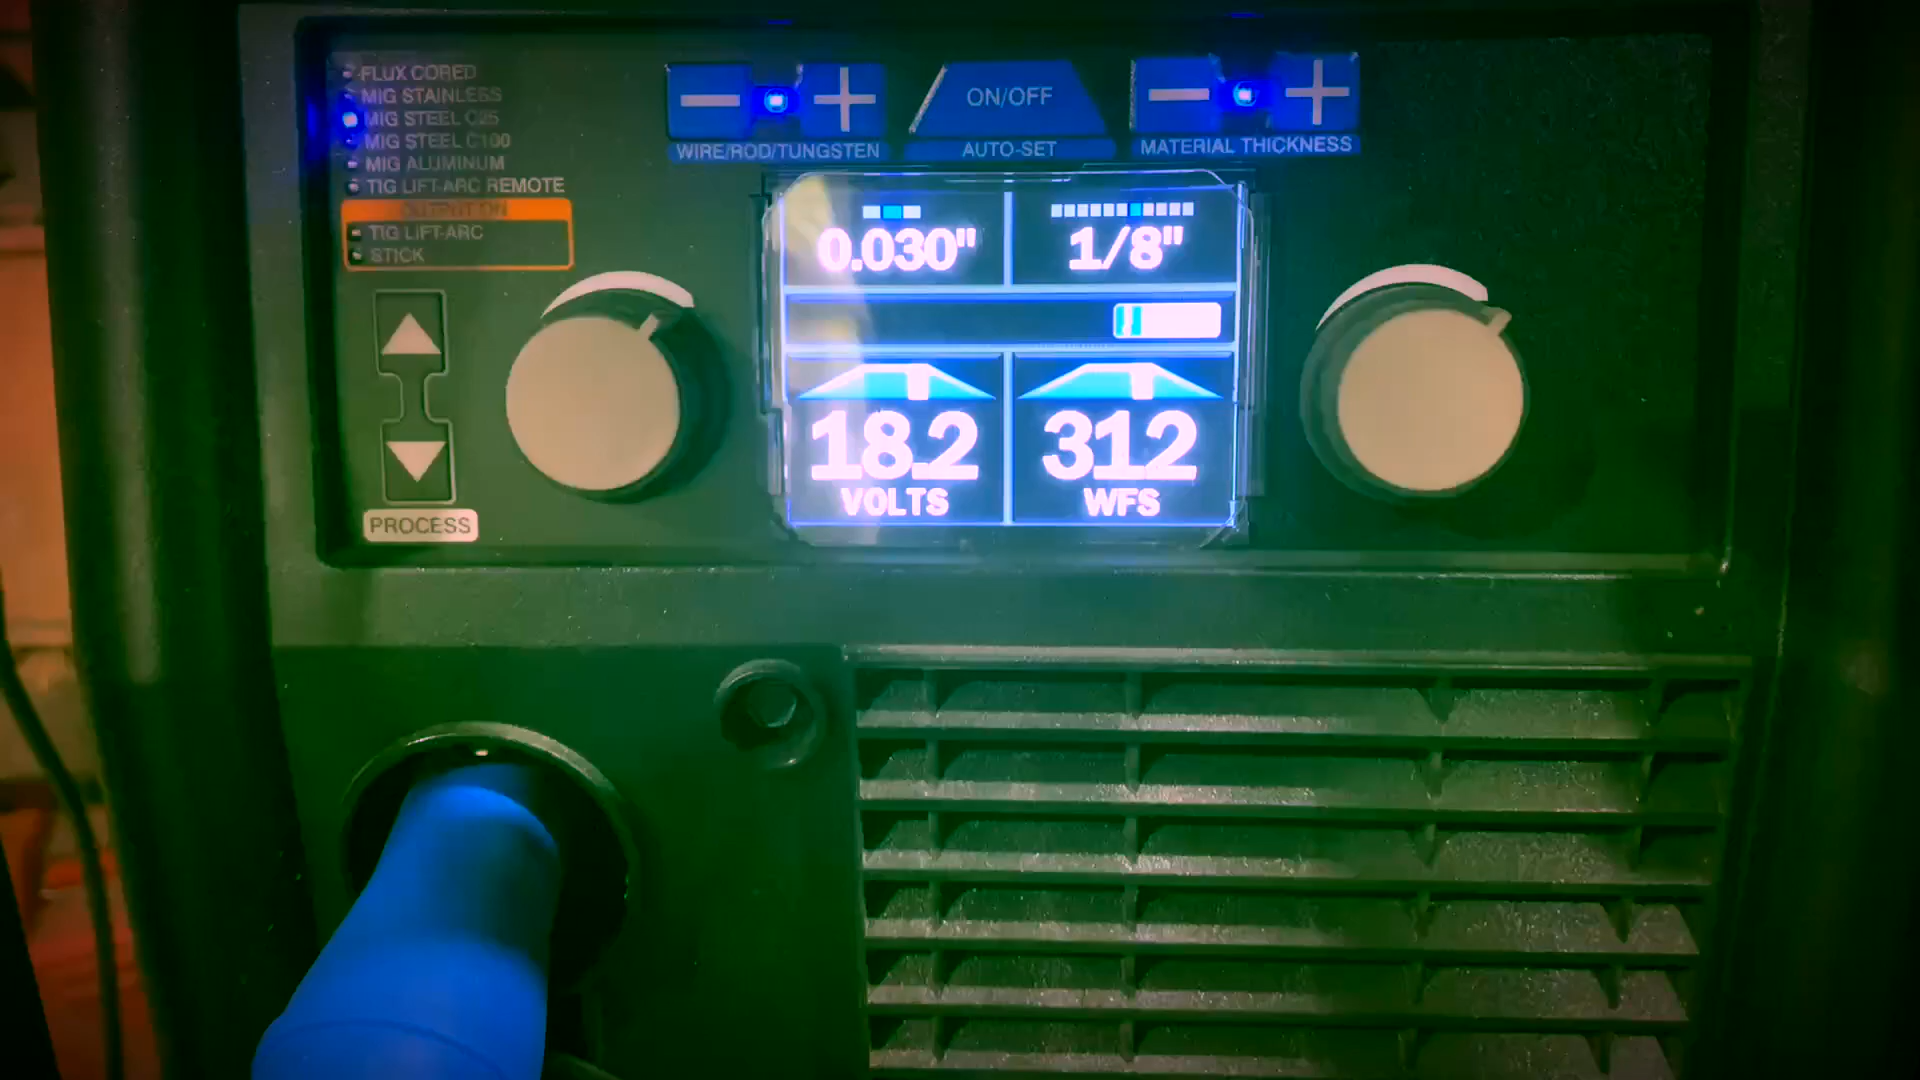 FLUX CORED
MIG STAINLESS
MIG STEEL C25
MIG STEEL C100
MIG ALUMINUM
TIG LIFT-ARC REMOTE
OUTPUT ON
TIG LIFT-ARC
STICK
PROCESS
WIRE/ROD/TUNGSTEN
ON/OFF
AUTO-SET
MATERIAL THICKNESS
0.030"
1/8"
18.2
VOLTS
312
WFS